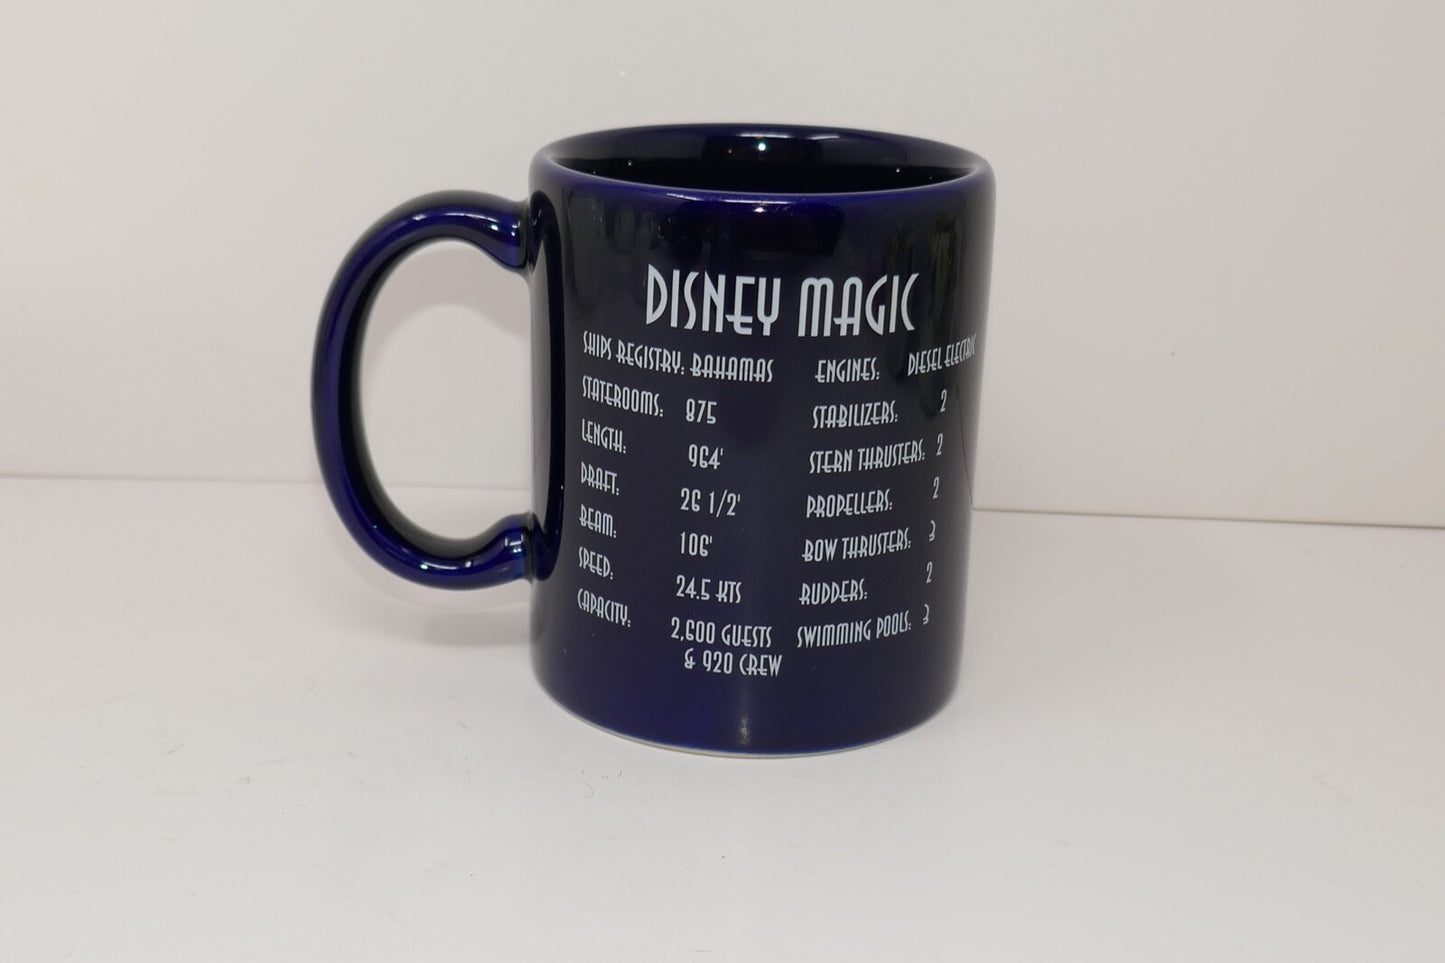 DISNEY MAGIC
SHIPS REGISTRY: BAHAMAS
STATEROOMS: 875
LENGTH: 964'
DRAFT: 26 1/2'
BEAM: 106'
SPEED: 24.5 KTS
CAPACITY: 2,600 GUESTS
& 920 CREW
ENGINES: DIESEL ELECTRIC
STABILIZERS: 2
STERN THRUSTERS: 2
PROPELLERS: 2
BOW THRUSTERS: 3
RUDDERS: 2
SWIMMING POOLS: 3